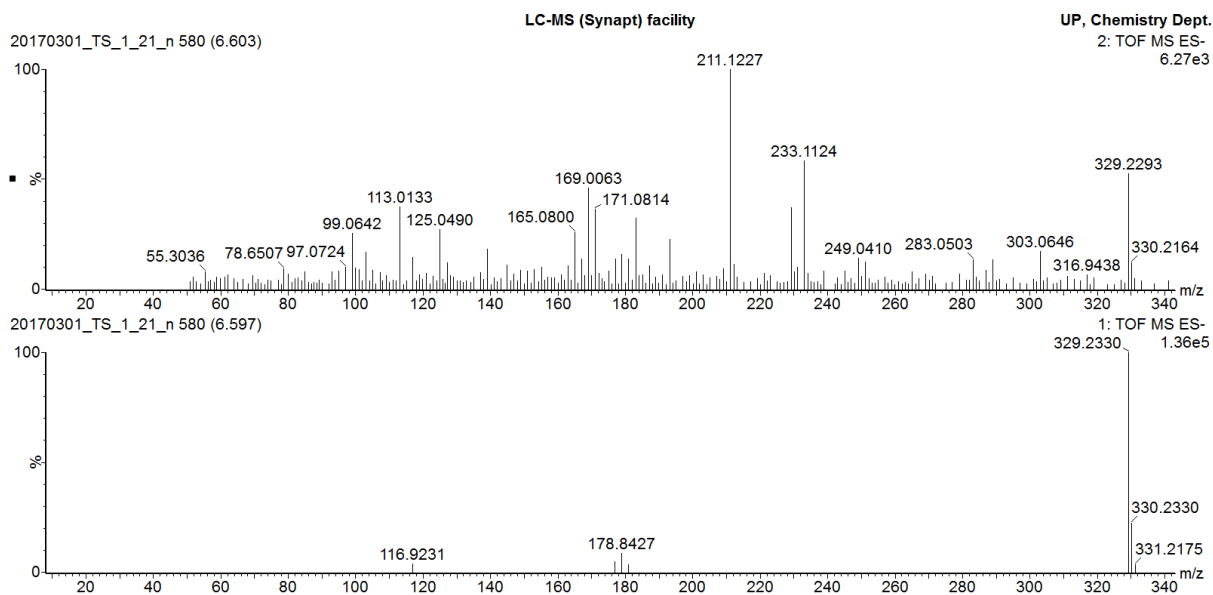 LC-MS (Synapt) facility
UP, Chemistry Dept.
20170301_TS_1_21_n 580 (6.603)
2: TOF MS ES-
6.27e3
100
%
0
211.1227
233.1124
329.2293
169.0063
171.0814
113.0133
125.0490
165.0800
99.0642
97.0724
78.6507
55.3036
249.0410
283.0503
303.0646
330.2164
316.9438
20 40 60 80 100 120 140 160 180 200 220 240 260 280 300 320 340 m/z
20170301_TS_1_21_n 580 (6.597)
1: TOF MS ES-
1.36e5
100
%
0
329.2330
330.2330
331.2175
178.8427
116.9231
20 40 60 80 100 120 140 160 180 200 220 240 260 280 300 320 340 m/z